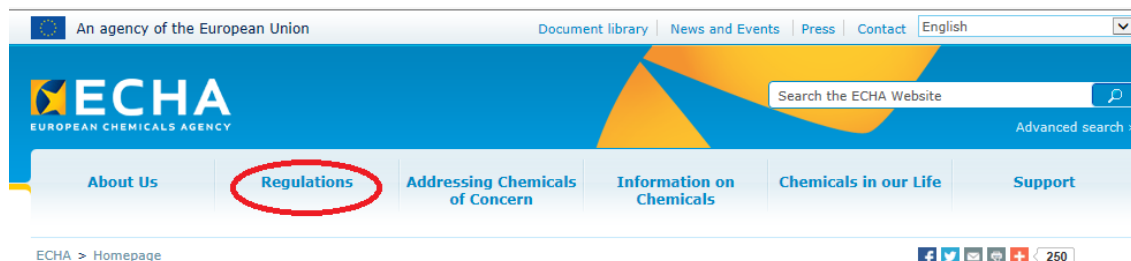 An agency of the European Union
Document library News and Events Press Contact English
ECHA
EUROPEAN CHEMICALS AGENCY
Search the ECHA Website
Advanced search »
About Us Regulations Addressing Chemicals of Concern Information on Chemicals Chemicals in our Life Support
ECHA > Homepage
250